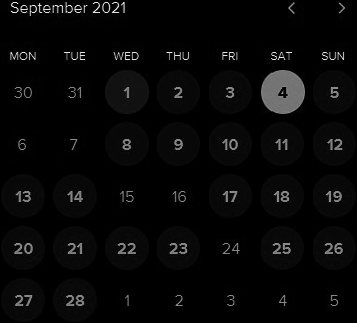 September 2021
MON TUE WED THU FRI SAT SUN
30 31 1 2 3 4 5
6 7 8 9 10 11 12
13 14 15 16 17 18 19
20 21 22 23 24 25 26
27 28 1 2 3 4 5